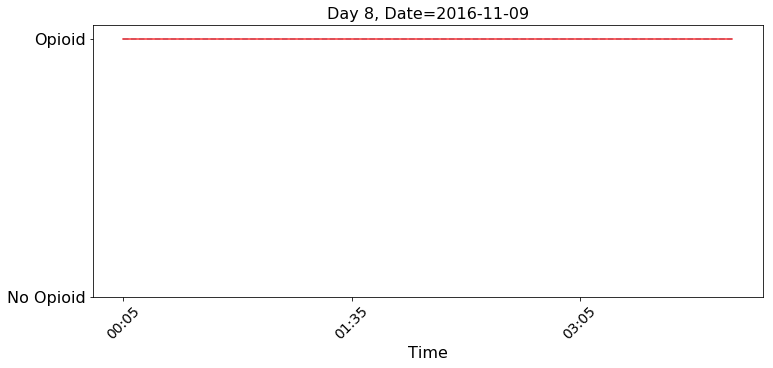 Day 8, Date=2016-11-09
Opioid
No Opioid
00:05
01:35
03:05
Time